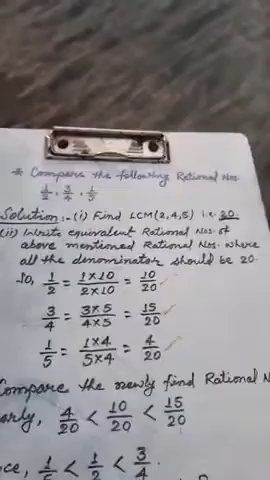 * Compare the following Rational Nos.
1/2, 3/4, 1/5
Solution:- (i) Find LCM(2,4,5) i.e. 20.
(ii) Write equivalent Rational Nos. of
above mentioned Rational Nos. where
all the denominator should be 20.
So, 1/2 = 1×10/2×10 = 10/20
3/4 = 3×5/4×5 = 15/20
1/5 = 1×4/5×4 = 4/20
Compare the newly find Rational N
arly, 4/20 < 10/20 < 15/20
ce, 1/5 < 1/2 < 3/4.